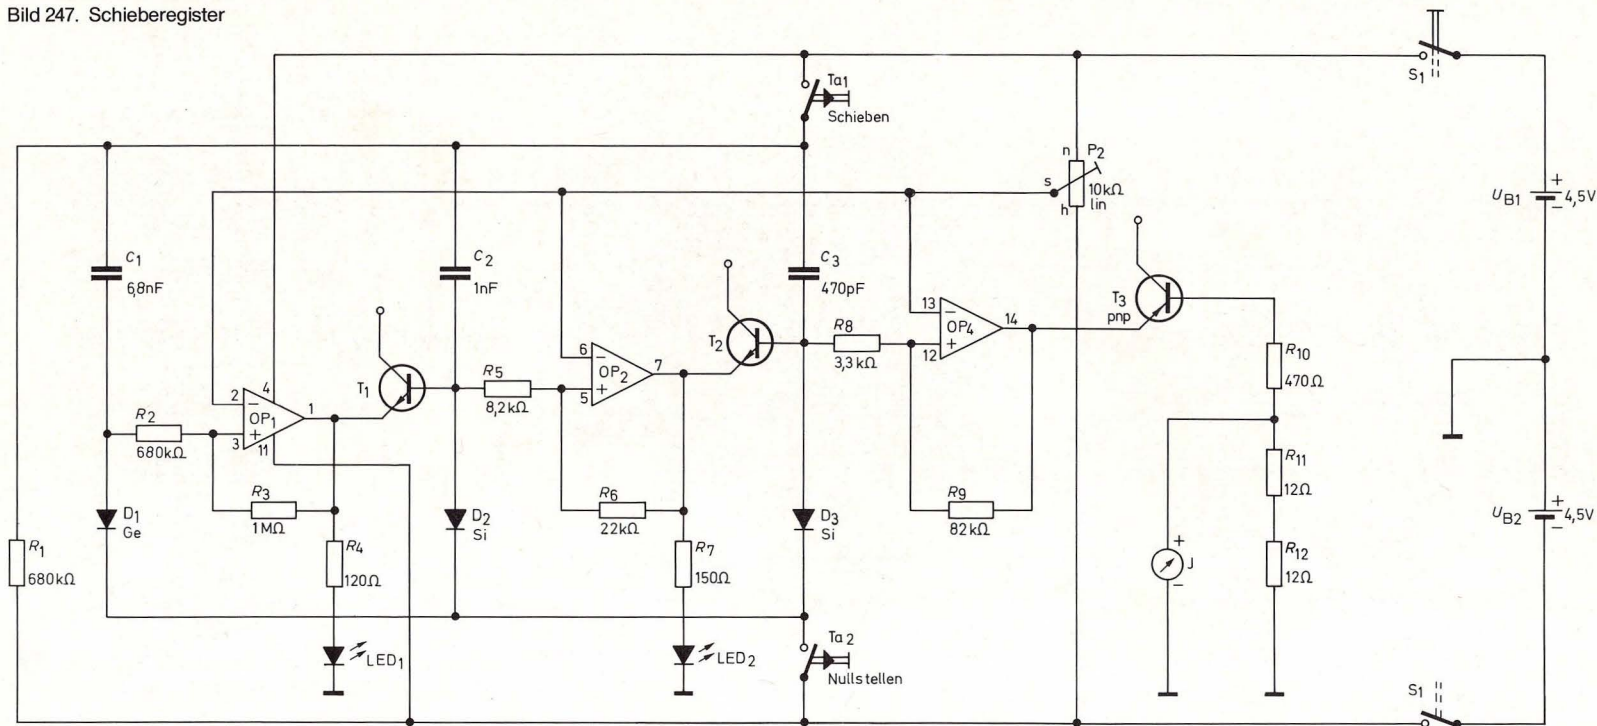 Bild 247. Schieberegister
S1
Ta1
Schieben
n P2
s
10kΩ
lin
h
+
UB1 4,5V
−
C1
6,8nF
C2
1nF
C3
470pF
T3
pnp
13 −
OP4
12 +
14
R8
3,3kΩ
T2
T1
R10
470Ω
6 −
OP2
5 +
7
R5
8,2kΩ
2 −
4
OP1
3 +
11
1
R2
680kΩ
R11
12Ω
R3
1MΩ
R6
22kΩ
R9
82kΩ
D1
Ge
D2
Si
D3
Si
+
UB2 4,5V
−
R1
680kΩ
R4
120Ω
R7
150Ω
+
J
−
R12
12Ω
LED1
LED2
Ta2
Nullstellen
S1